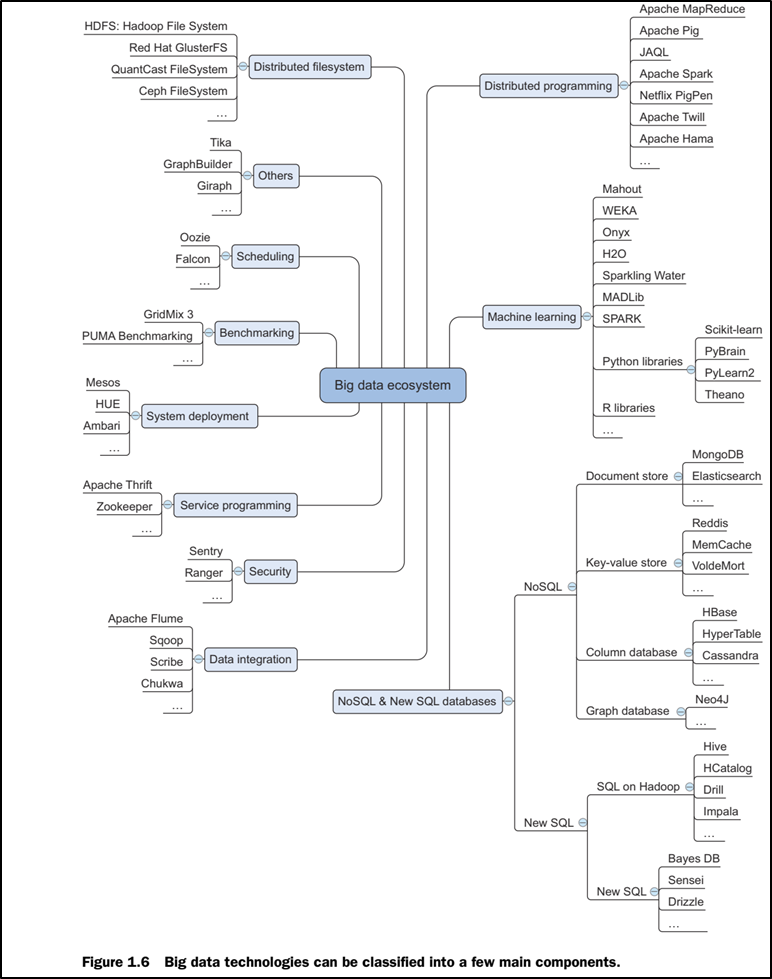 HDFS: Hadoop File System
Red Hat GlusterFS
QuantCast FileSystem
Ceph FileSystem
...
Distributed filesystem
Tika
GraphBuilder
Giraph
...
Others
Oozie
Falcon
...
Scheduling
GridMix 3
PUMA Benchmarking
...
Benchmarking
Mesos
HUE
Ambari
...
System deployment
Apache Thrift
Zookeeper
...
Service programming
Sentry
Ranger
...
Security
Apache Flume
Sqoop
Scribe
Chukwa
...
Data integration
Big data ecosystem
Distributed programming
Apache MapReduce
Apache Pig
JAQL
Apache Spark
Netflix PigPen
Apache Twill
Apache Hama
...
Machine learning
Mahout
WEKA
Onyx
H2O
Sparkling Water
MADLib
SPARK
Python libraries
Scikit-learn
PyBrain
PyLearn2
Theano
R libraries
...
NoSQL & New SQL databases
NoSQL
Document store
MongoDB
Elasticsearch
...
Key-value store
Reddis
MemCache
VoldeMort
...
Column database
HBase
HyperTable
Cassandra
...
Graph database
Neo4J
...
New SQL
SQL on Hadoop
Hive
HCatalog
Drill
Impala
...
New SQL
Bayes DB
Sensei
Drizzle
...
Figure 1.6 Big data technologies can be classified into a few main components.